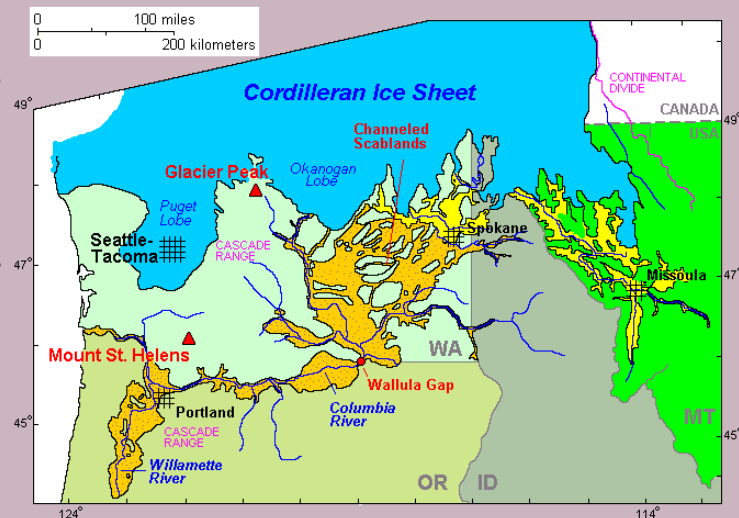 0 100 miles
0 200 kilometers
CONTINENTAL
DIVIDE
49°
Cordilleran Ice Sheet
CANADA
49°
USA
Channeled
Scablands
Glacier Peak
Okanogan
Lobe
Puget
Lobe
Seattle-
Tacoma
Spokane
CASCADE
RANGE
47°
47°
Missoula
WA
Mount St. Helens
Wallula Gap
Portland
Columbia
River
MT
45°
45°
CASCADE
RANGE
Willamette
River
OR
ID
124°
114°